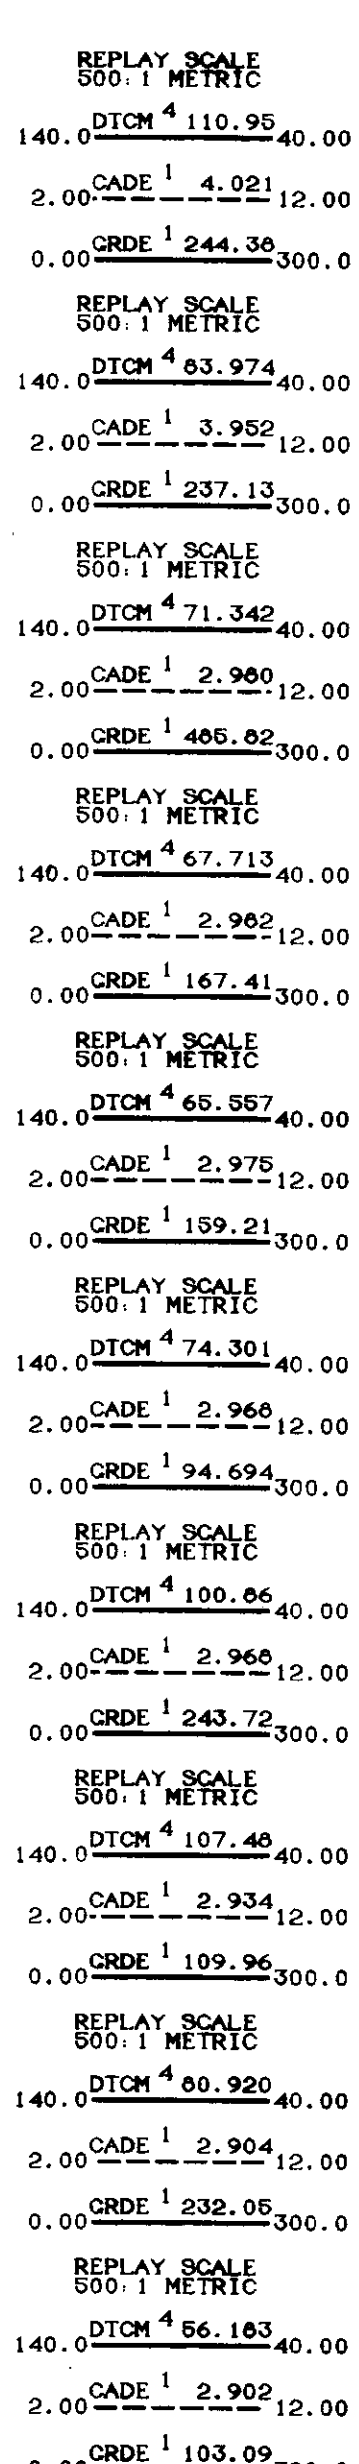 REPLAY SCALE
500:1 METRIC
DTCM 4 110.95
140.0 40.00
CADE 1 4.021
2.00 12.00
GRDE 1 244.38
0.00 300.0
REPLAY SCALE
500:1 METRIC
DTCM 4 83.974
140.0 40.00
CADE 1 3.952
2.00 12.00
GRDE 1 237.13
0.00 300.0
REPLAY SCALE
500:1 METRIC
DTCM 4 71.342
140.0 40.00
CADE 1 2.980
2.00 12.00
GRDE 1 485.82
0.00 300.0
REPLAY SCALE
500:1 METRIC
DTCM 4 67.713
140.0 40.00
CADE 1 2.982
2.00 12.00
GRDE 1 167.41
0.00 300.0
REPLAY SCALE
500:1 METRIC
DTCM 4 65.557
140.0 40.00
CADE 1 2.975
2.00 12.00
GRDE 1 159.21
0.00 300.0
REPLAY SCALE
500:1 METRIC
DTCM 4 74.301
140.0 40.00
CADE 1 2.968
2.00 12.00
GRDE 1 94.694
0.00 300.0
REPLAY SCALE
500:1 METRIC
DTCM 4 100.86
140.0 40.00
CADE 1 2.968
2.00 12.00
GRDE 1 243.72
0.00 300.0
REPLAY SCALE
500:1 METRIC
DTCM 4 107.48
140.0 40.00
CADE 1 2.934
2.00 12.00
GRDE 1 109.96
0.00 300.0
REPLAY SCALE
500:1 METRIC
DTCM 4 80.920
140.0 40.00
CADE 1 2.904
2.00 12.00
GRDE 1 232.05
0.00 300.0
REPLAY SCALE
500:1 METRIC
DTCM 4 56.183
140.0 40.00
CADE 1 2.902
2.00 12.00
GRDE 1 103.09